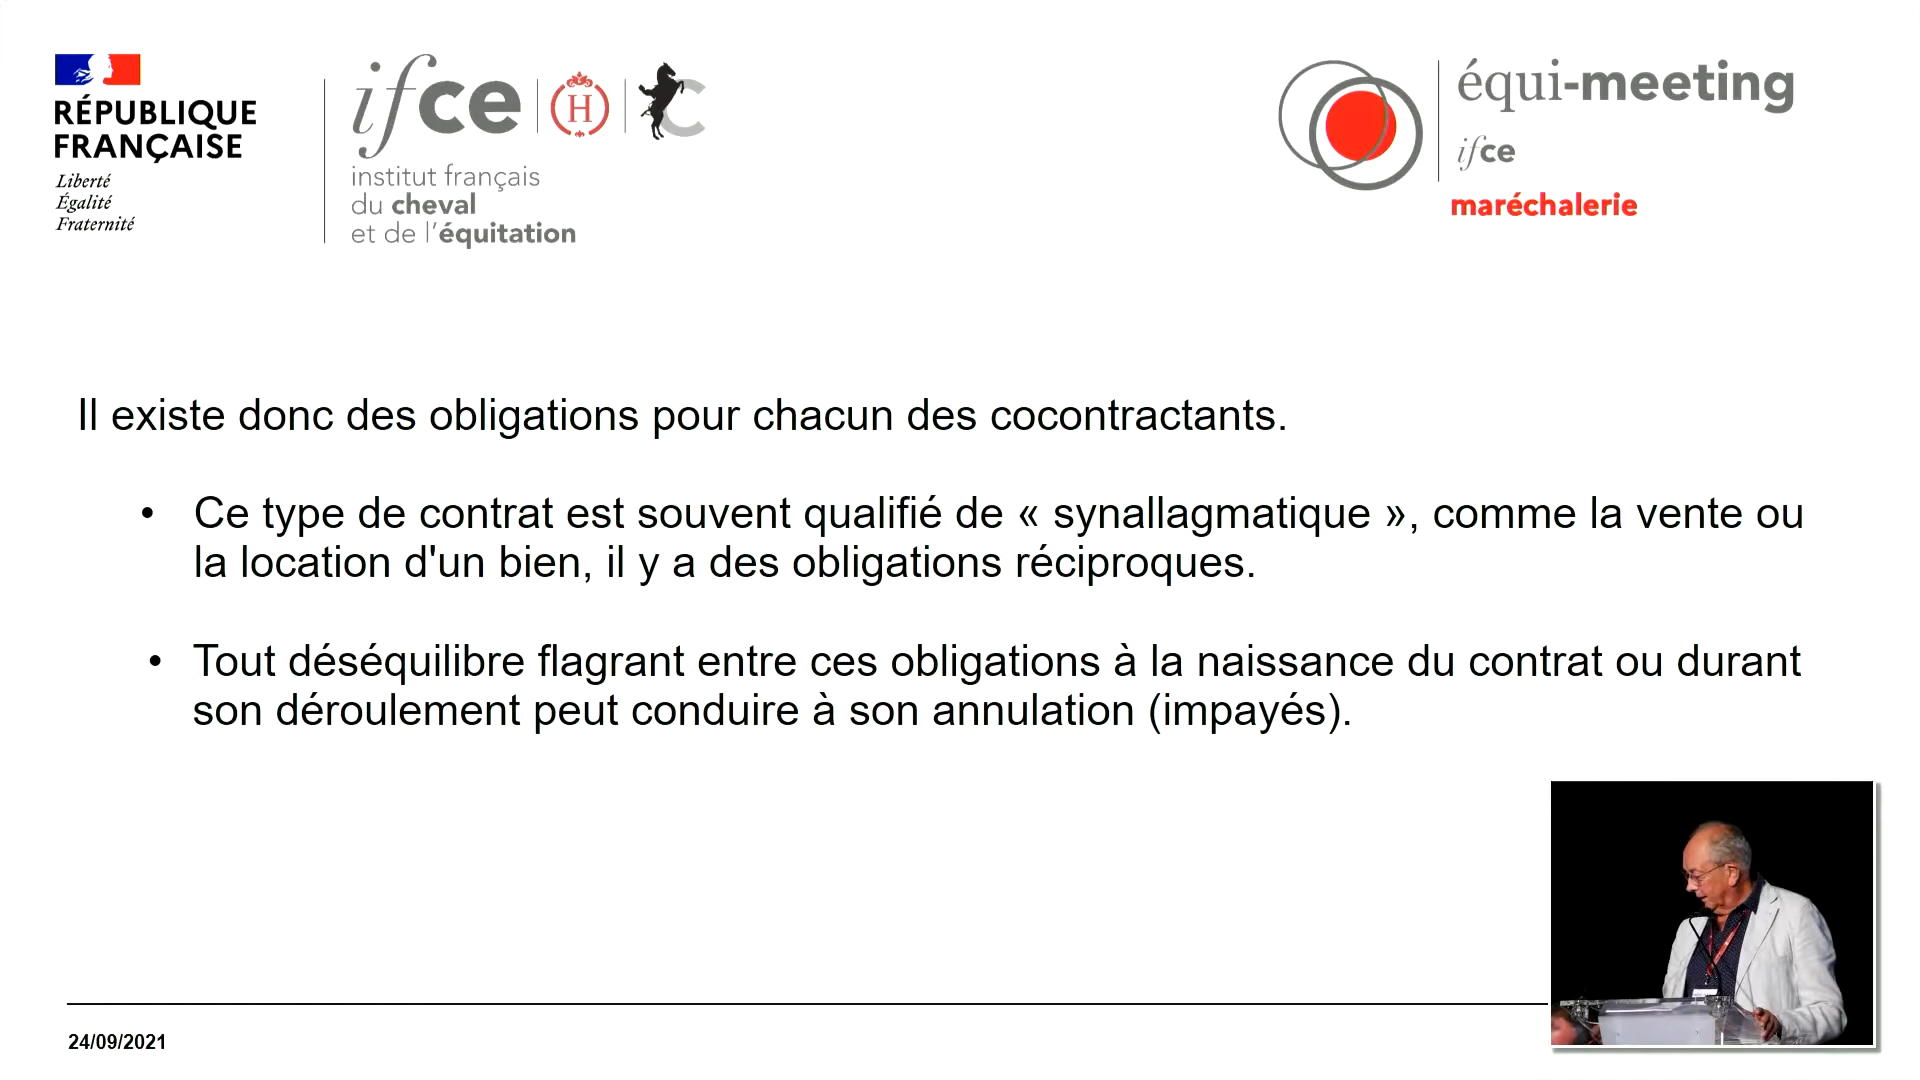 RÉPUBLIQUE
FRANÇAISE
Liberté
Égalité
Fraternité
ifce
H
C
institut français
du cheval
et de l'équitation
équi-meeting
ifce
maréchalerie
Il existe donc des obligations pour chacun des cocontractants.
• Ce type de contrat est souvent qualifié de « synallagmatique », comme la vente ou
la location d'un bien, il y a des obligations réciproques.
• Tout déséquilibre flagrant entre ces obligations à la naissance du contrat ou durant
son déroulement peut conduire à son annulation (impayés).
24/09/2021